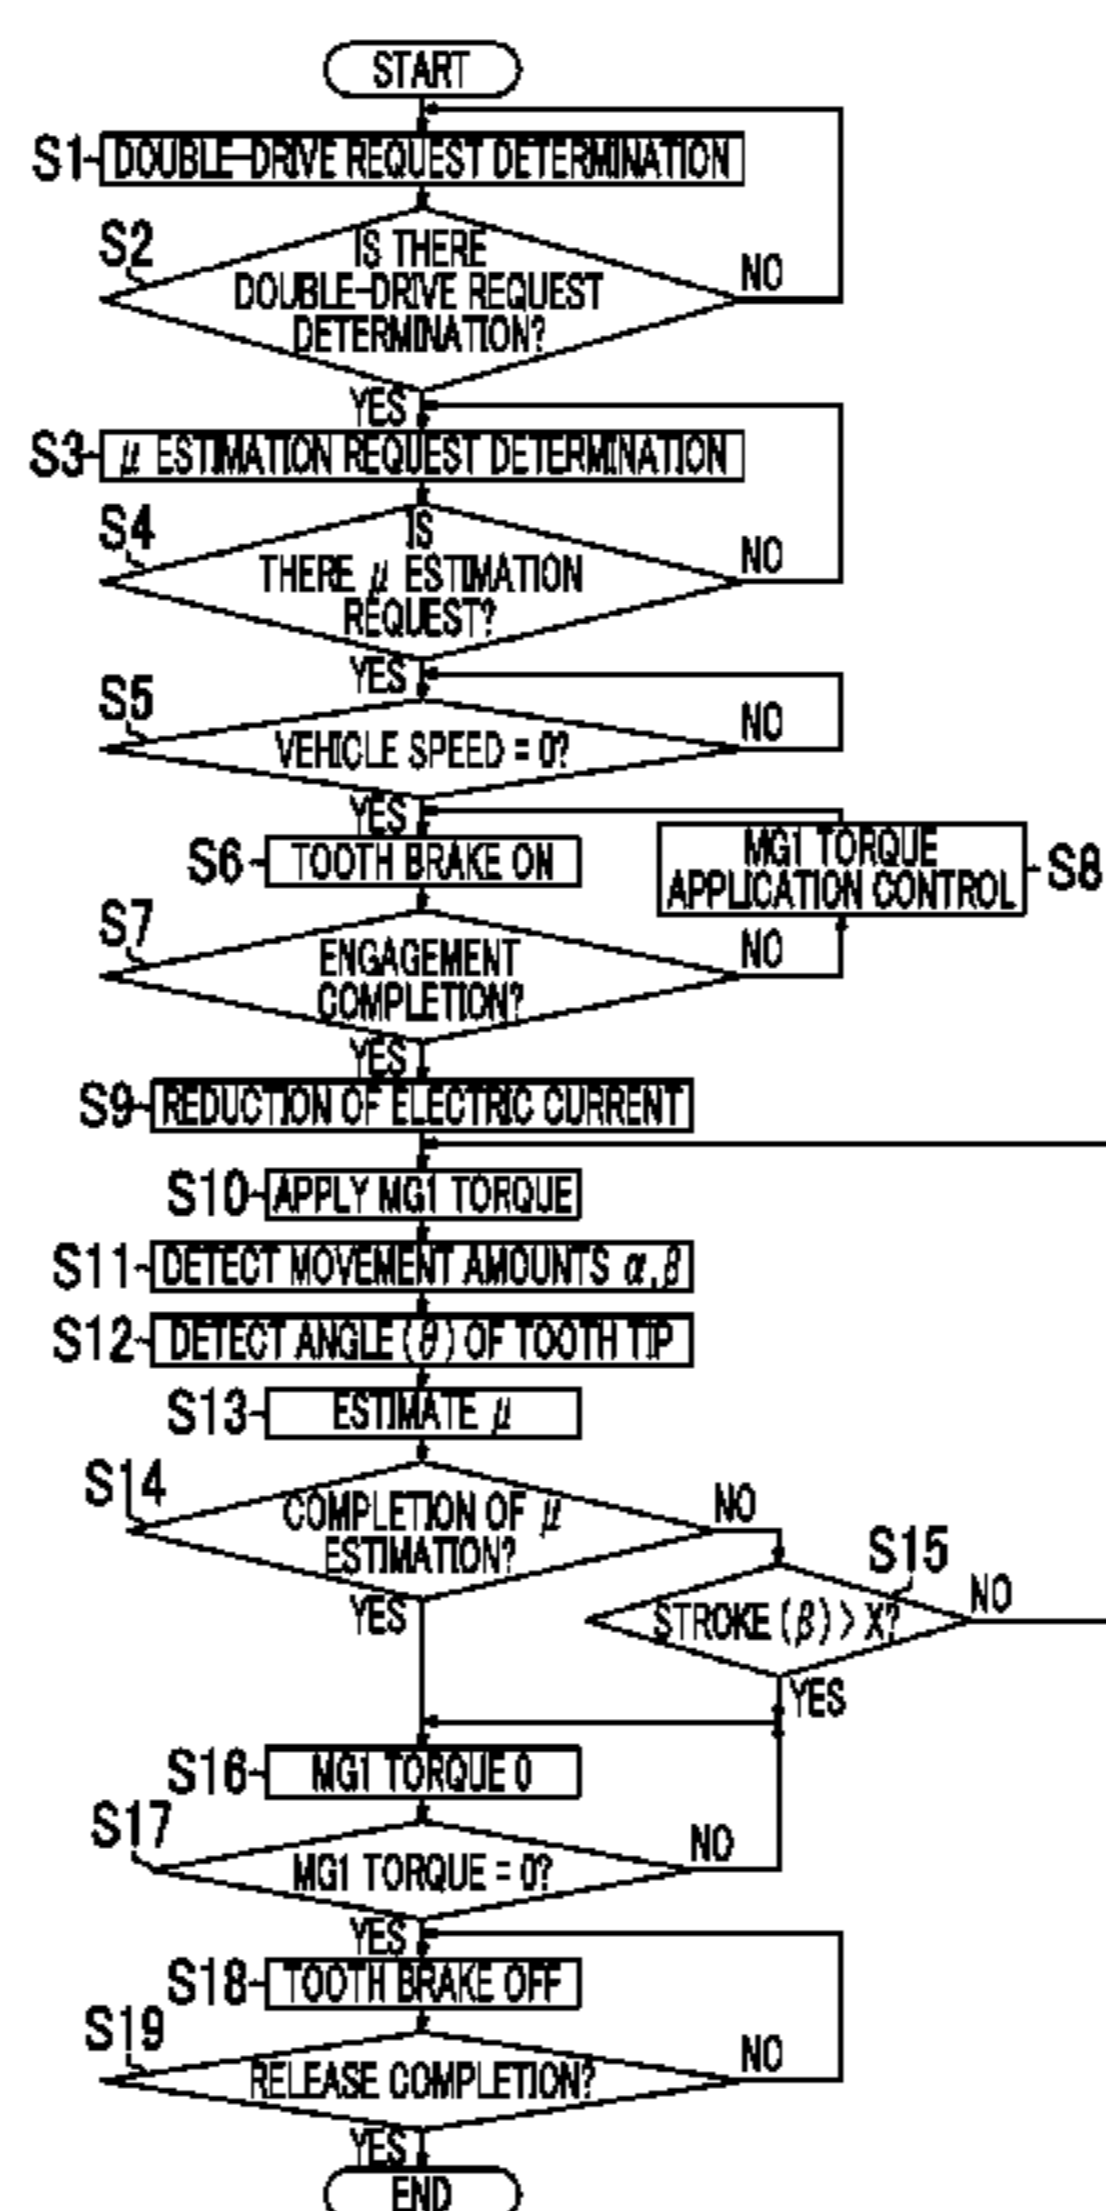 START
S1
DOUBLE-DRIVE REQUEST DETERMINATION
S2
IS THERE
DOUBLE-DRIVE REQUEST
DETERMINATION?
NO
YES
S3
μ ESTIMATION REQUEST DETERMINATION
S4
IS
THERE μ ESTIMATION
REQUEST?
NO
YES
S5
VEHICLE SPEED = 0?
NO
YES
S6
TOOTH BRAKE ON
MG1 TORQUE
APPLICATION CONTROL
S8
S7
ENGAGEMENT
COMPLETION?
NO
YES
S9
REDUCTION OF ELECTRIC CURRENT
S10
APPLY MG1 TORQUE
S11
DETECT MOVEMENT AMOUNTS α,β
S12
DETECT ANGLE (θ) OF TOOTH TIP
S13
ESTIMATE μ
S14
COMPLETION OF μ
ESTIMATION?
NO
YES
S15
STROKE (β) > X?
NO
YES
S16
MG1 TORQUE 0
S17
MG1 TORQUE = 0?
NO
YES
S18
TOOTH BRAKE OFF
S19
RELEASE COMPLETION?
NO
YES
END